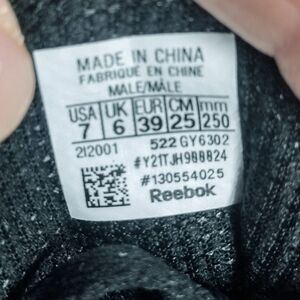 MADE IN CHINA
FABRIQUÉ EN CHINE
MALE/MÂLE
USA UK EUR CM mm
7 6 39 25 250
212001 522 GY6302
#Y21TJH900024
#130554025
Reebok